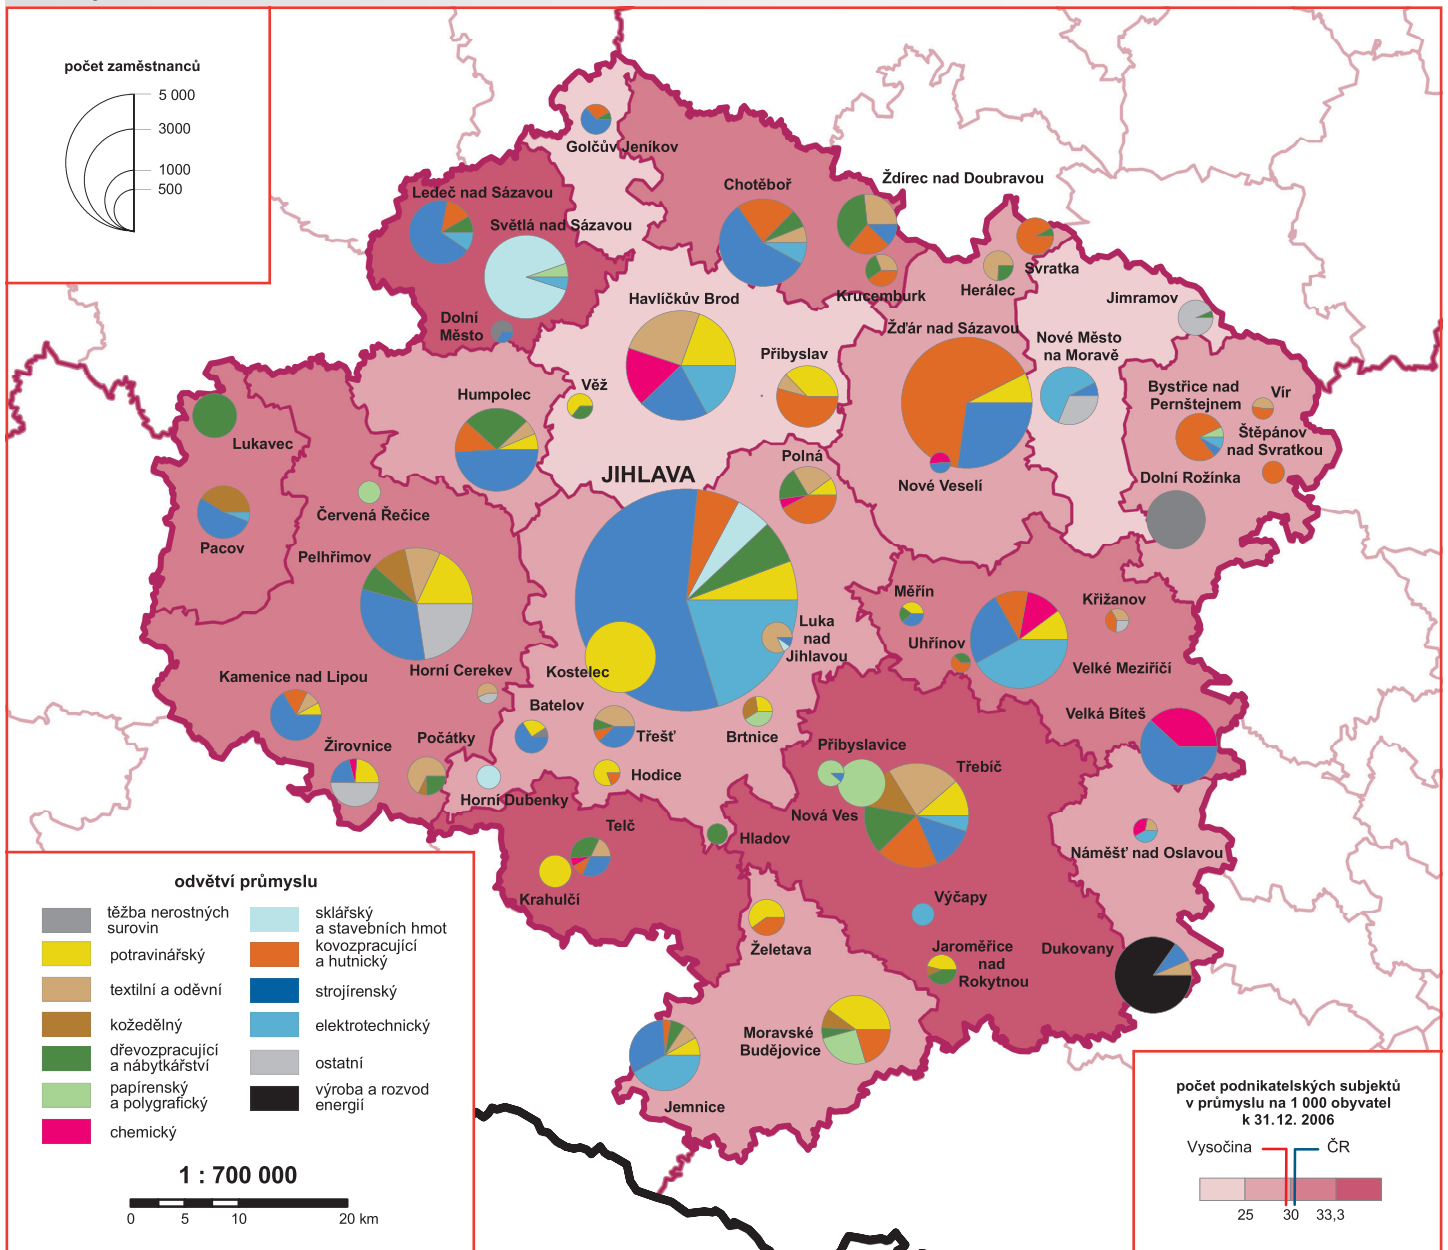 počet zaměstnanců
5 000
3000
1000
500
Golčův Jeníkov
Ledeč nad Sázavou
Světlá nad Sázavou
Chotěboř
Ždírec nad Doubravou
Krucemburk
Svratka
Herálec
Jimramov
Dolní
Město
Havlíčkův Brod
Přibyslav
Žďár nad Sázavou
Nové Město
na Moravě
Bystřice nad
Pernštejnem
Vír
Štěpánov
nad Svratkou
Dolní Rožínka
Humpolec
Věž
Lukavec
Pacov
Červená Řečice
Pelhřimov
JIHLAVA
Polná
Nové Veselí
Měřín
Uhřínov
Křižanov
Velké Meziříčí
Velká Bíteš
Luka
nad
Jihlavou
Kostelec
Horní Cerekev
Kamenice nad Lipou
Batelov
Třešť
Brtnice
Žirovnice
Počátky
Hodice
Horní Dubenky
Přibyslavice
Třebíč
Nová Ves
Telč
Hladov
Krahulčí
Náměšť nad Oslavou
Výčapy
Želetava
Jaroměřice
nad
Rokytnou
Dukovany
Moravské
Budějovice
Jemnice
odvětví průmyslu
těžba nerostných
surovin
potravinářský
textilní a oděvní
kožedělný
dřevozpracující
a nábytkářství
papírenský
a polygrafický
chemický
sklářský
a stavebních hmot
kovozpracující
a hutnický
strojírenský
elektrotechnický
ostatní
výroba a rozvod
energií
1 : 700 000
0 5 10 20 km
počet podnikatelských subjektů
v průmyslu na 1 000 obyvatel
k 31.12. 2006
Vysočina ČR
25 30 33,3